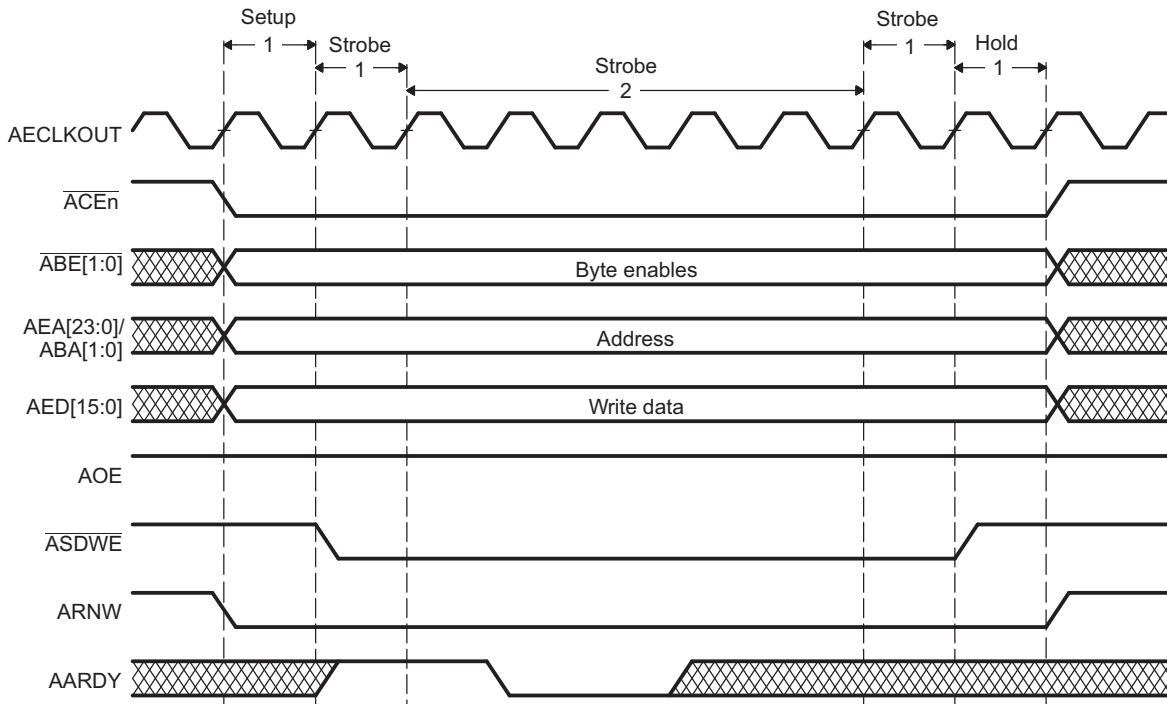 Setup
1
Strobe
1
Strobe
2
Strobe
1
Hold
1
AECLKOUT
ACEn
ABE[1:0]
Byte enables
AEA[23:0]/
ABA[1:0]
Address
AED[15:0]
Write data
AOE
ASDWE
ARNW
AARDY